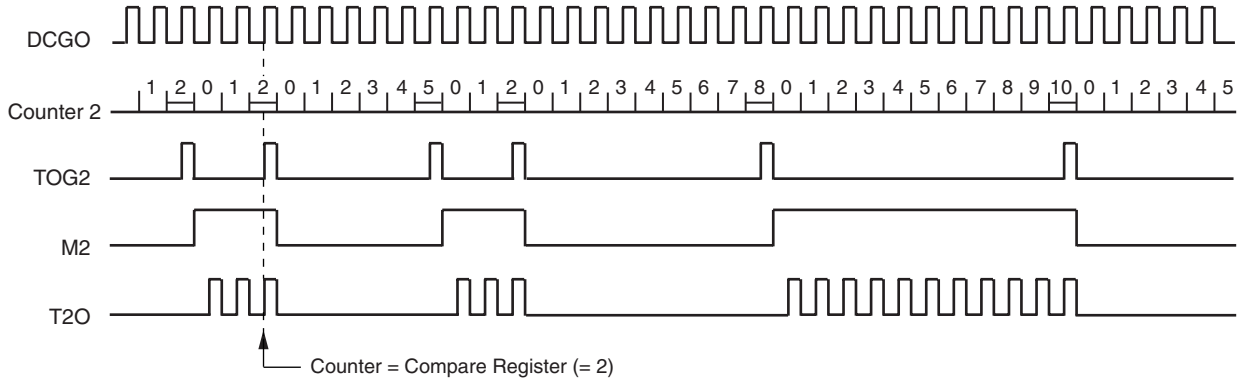 DCGO
1 2 0 1 2 0 1 2 3 4 5 0 1 2 0 1 2 3 4 5 6 7 8 0 1 2 3 4 5 6 7 8 9 10 0 1 2 3 4 5
Counter 2
TOG2
M2
T2O
Counter = Compare Register (= 2)